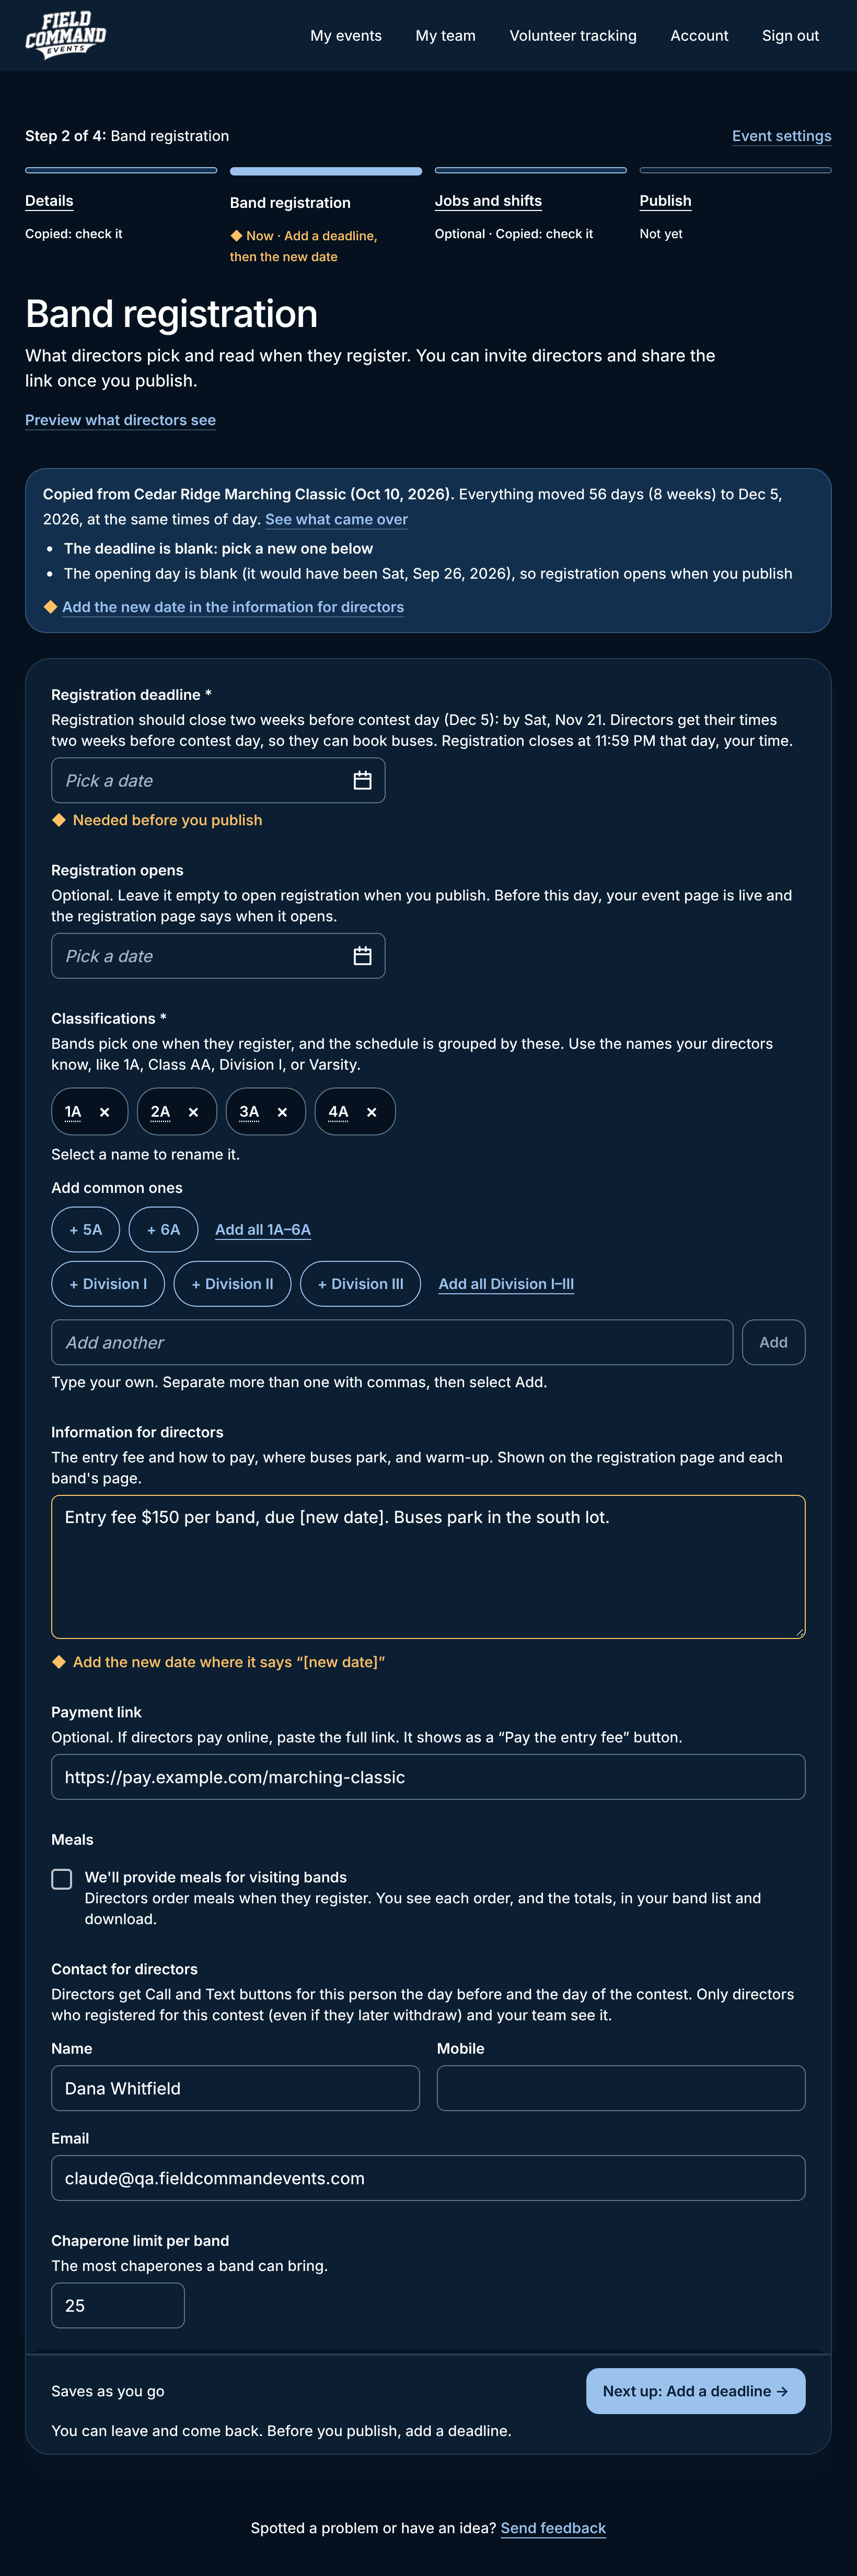 FIELD COMMAND EVENTS
My events
My team
Volunteer tracking
Account
Sign out
Step 2 of 4: Band registration
Event settings
Details
Copied: check it
Band registration
◆ Now · Add a deadline,
then the new date
Jobs and shifts
Optional · Copied: check it
Publish
Not yet
Band registration
What directors pick and read when they register. You can invite directors and share the
link once you publish.
Preview what directors see
Copied from Cedar Ridge Marching Classic (Oct 10, 2026). Everything moved 56 days (8 weeks) to Dec 5,
2026, at the same times of day. See what came over
• The deadline is blank: pick a new one below
• The opening day is blank (it would have been Sat, Sep 26, 2026), so registration opens when you publish
◆ Add the new date in the information for directors
Registration deadline *
Registration should close two weeks before contest day (Dec 5): by Sat, Nov 21. Directors get their times
two weeks before contest day, so they can book buses. Registration closes at 11:59 PM that day, your time.
Pick a date
◆ Needed before you publish
Registration opens
Optional. Leave it empty to open registration when you publish. Before this day, your event page is live and
the registration page says when it opens.
Pick a date
Classifications *
Bands pick one when they register, and the schedule is grouped by these. Use the names your directors
know, like 1A, Class AA, Division I, or Varsity.
1A × 2A × 3A × 4A ×
Select a name to rename it.
Add common ones
+ 5A + 6A Add all 1A–6A
+ Division I + Division II + Division III Add all Division I–III
Add another
Add
Type your own. Separate more than one with commas, then select Add.
Information for directors
The entry fee and how to pay, where buses park, and warm-up. Shown on the registration page and each
band's page.
Entry fee $150 per band, due [new date]. Buses park in the south lot.
◆ Add the new date where it says “[new date]”
Payment link
Optional. If directors pay online, paste the full link. It shows as a “Pay the entry fee” button.
https://pay.example.com/marching-classic
Meals
We'll provide meals for visiting bands
Directors order meals when they register. You see each order, and the totals, in your band list and
download.
Contact for directors
Directors get Call and Text buttons for this person the day before and the day of the contest. Only directors
who registered for this contest (even if they later withdraw) and your team see it.
Name
Dana Whitfield
Mobile
Email
claude@qa.fieldcommandevents.com
Chaperone limit per band
The most chaperones a band can bring.
25
Saves as you go
Next up: Add a deadline →
You can leave and come back. Before you publish, add a deadline.
Spotted a problem or have an idea? Send feedback